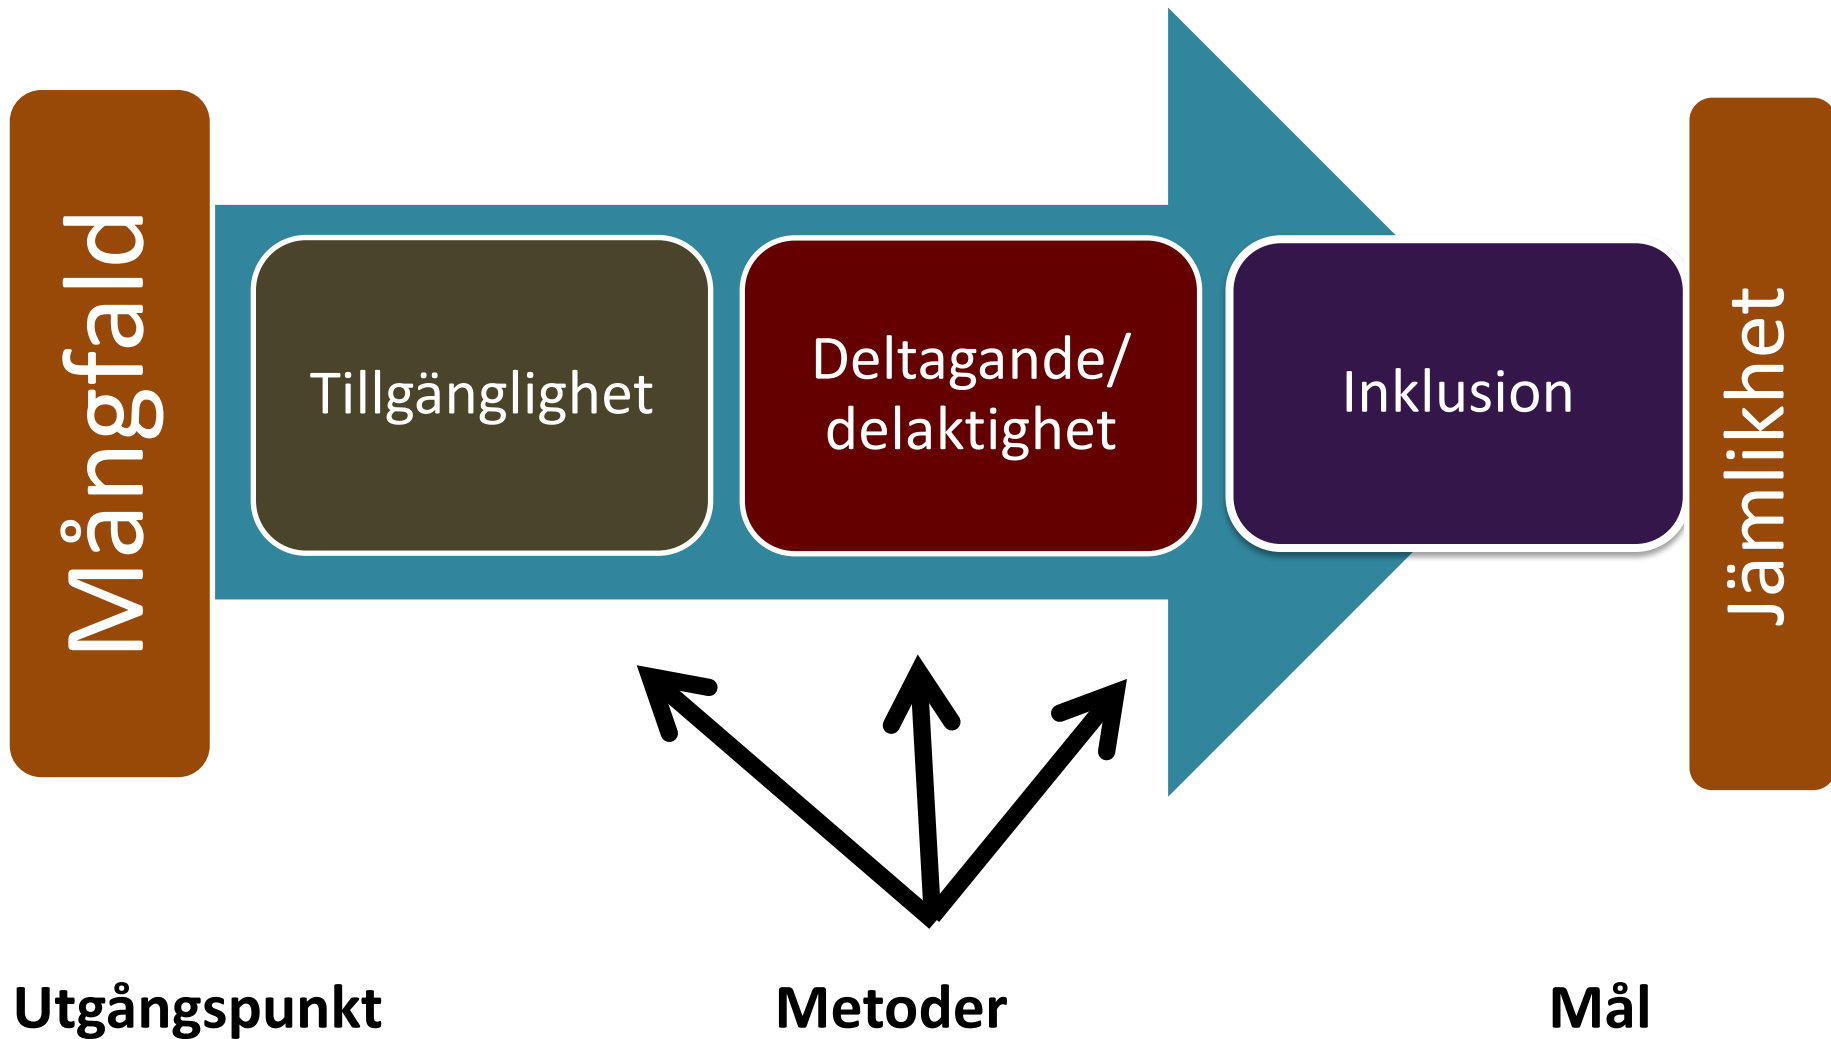 Mångfald
Tillgänglighet
Deltagande/
delaktighet
Inklusion
Jämlikhet
Utgångspunkt
Metoder
Mål